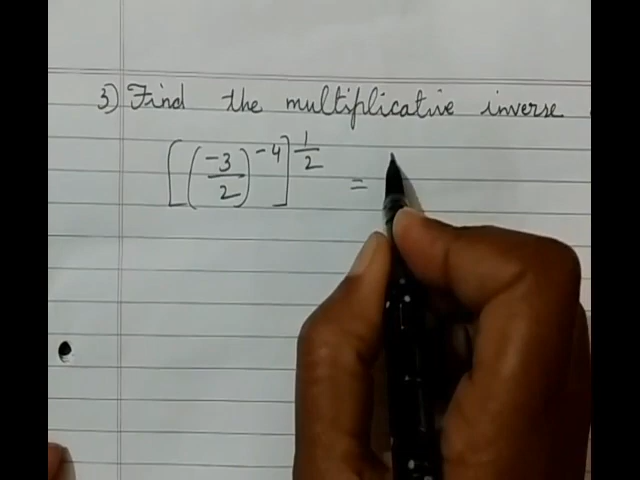 3) Find the multiplicative inverse
[(-3/2)^-4]^1/2 =